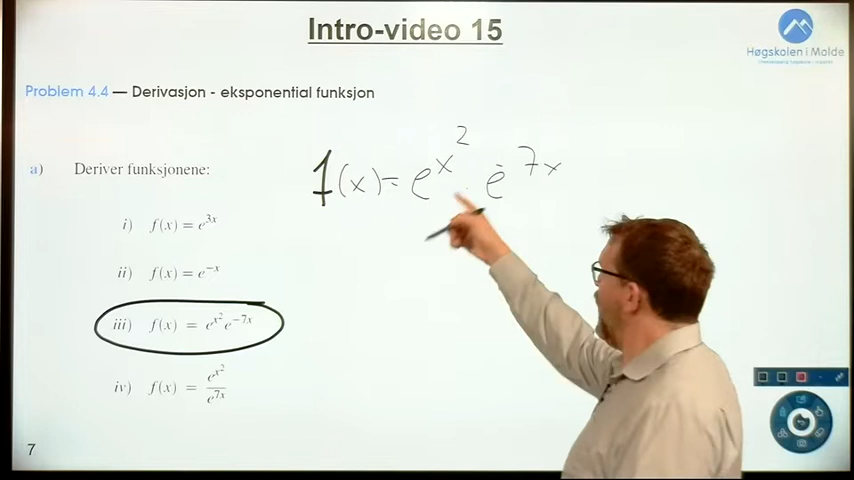 Intro-video 15
Høgskolen i Molde
Problem 4.4 — Derivasjon - eksponential funksjon
a) Deriver funksjonene:
f(x) = e^{x^2} · e^{-7x}
i) f(x) = e^{3x}
ii) f(x) = e^{-x}
iii) f(x) = e^{x^2}e^{-7x}
iv) f(x) = \frac{e^{x^2}}{e^{7x}}
7